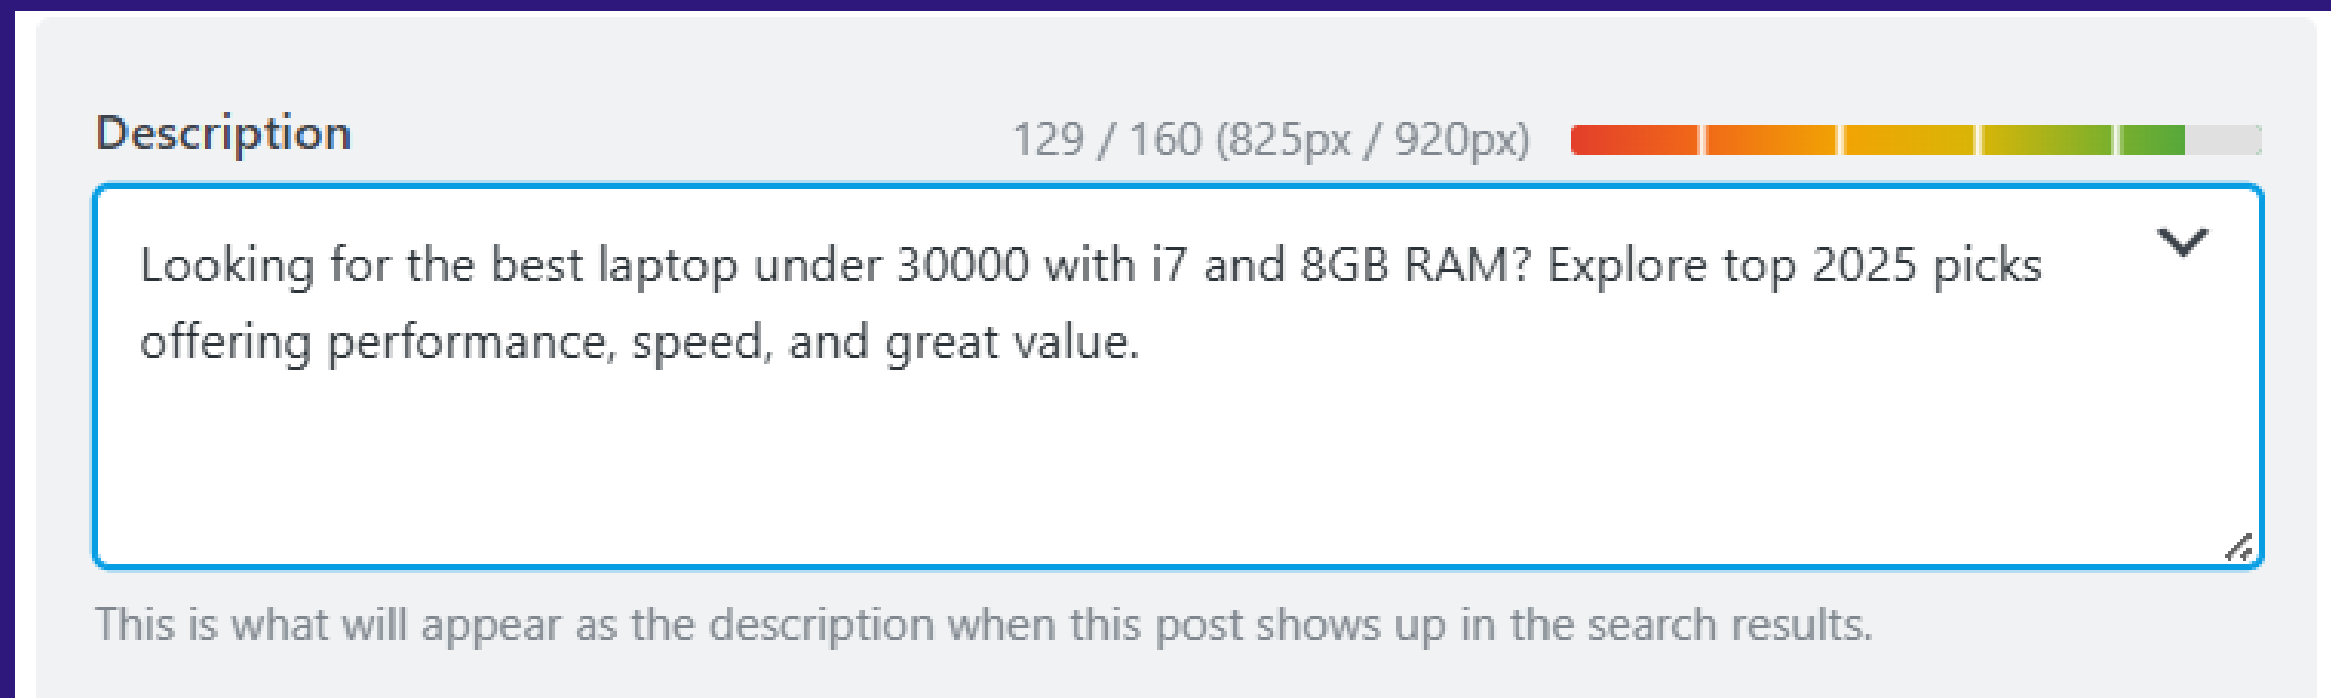 Description
129 / 160 (825px / 920px)
Looking for the best laptop under 30000 with i7 and 8GB RAM? Explore top 2025 picks
offering performance, speed, and great value.
This is what will appear as the description when this post shows up in the search results.